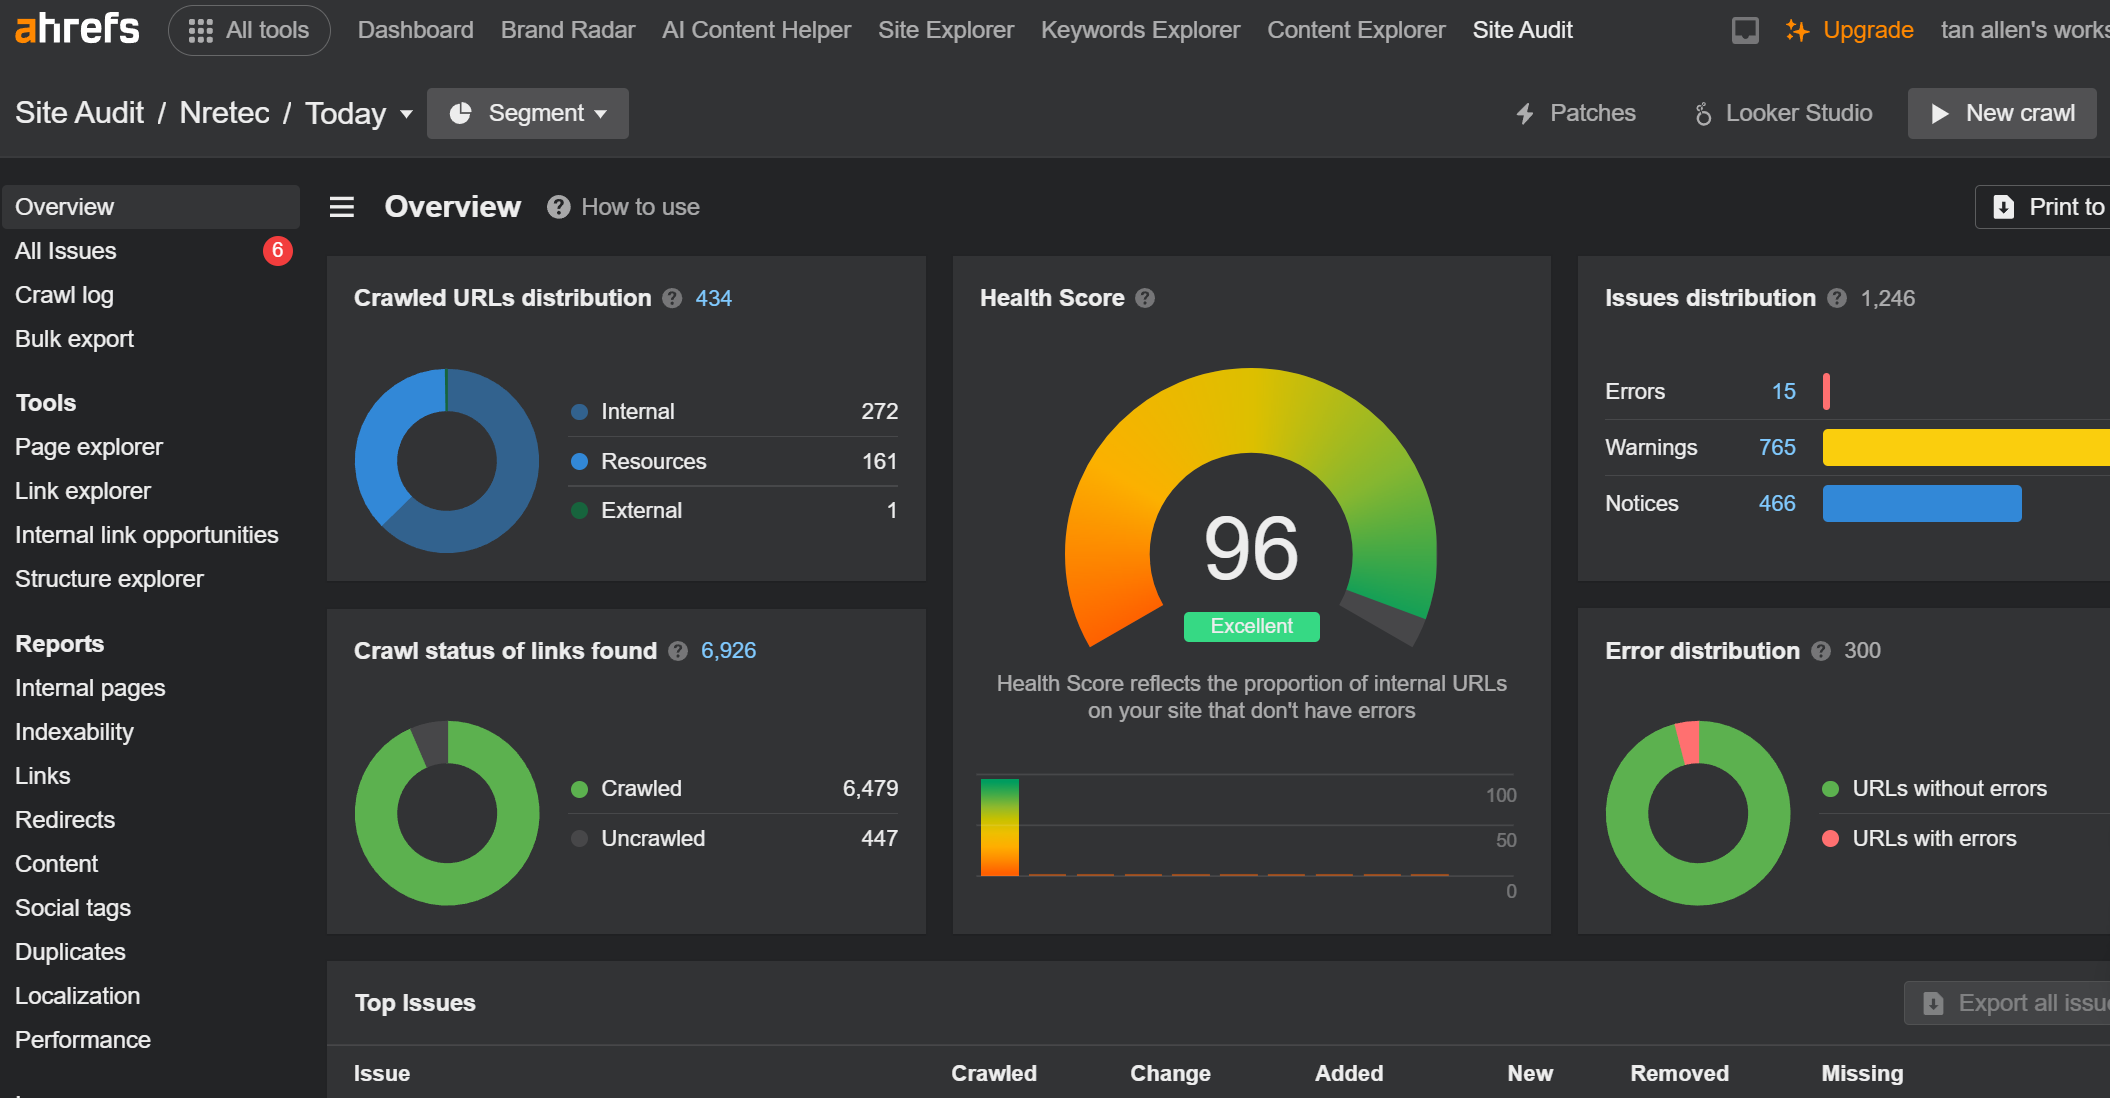 ahrefs All tools Dashboard Brand Radar AI Content Helper Site Explorer Keywords Explorer Content Explorer Site Audit Upgrade tan allen's works
Site Audit / Nretec / Today Segment Patches Looker Studio New crawl
Overview
All Issues 6
Crawl log
Bulk export
Tools
Page explorer
Link explorer
Internal link opportunities
Structure explorer
Reports
Internal pages
Indexability
Links
Redirects
Content
Social tags
Duplicates
Localization
Performance
Overview ? How to use Print to
Crawled URLs distribution ? 434
Internal 272
Resources 161
External 1
Crawl status of links found ? 6,926
Crawled 6,479
Uncrawled 447
Health Score ?
96
Excellent
Health Score reflects the proportion of internal URLs
on your site that don't have errors
100
50
0
Issues distribution ? 1,246
Errors 15
Warnings 765
Notices 466
Error distribution ? 300
URLs without errors
URLs with errors
Top Issues Export all issu
Issue Crawled Change Added New Removed Missing